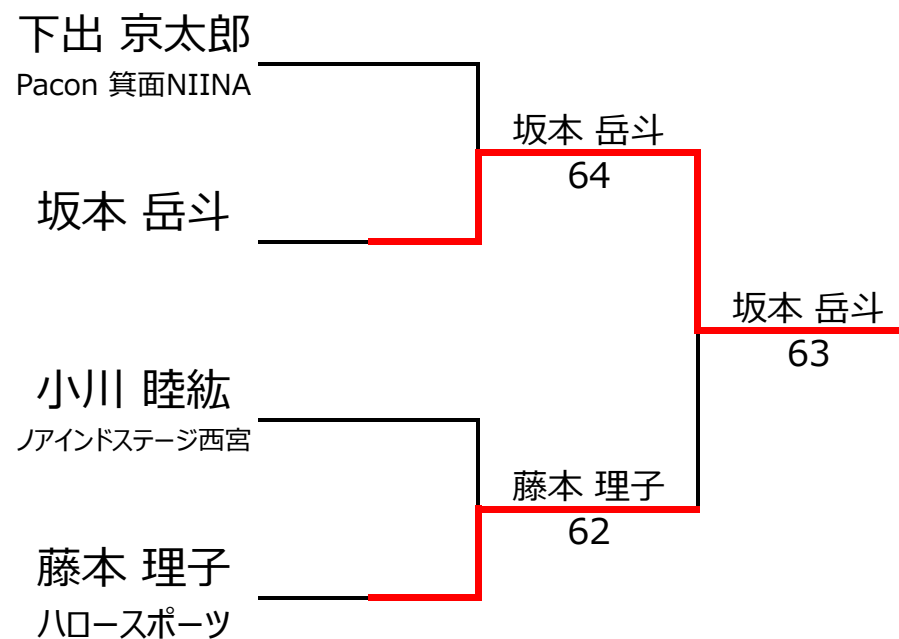 下出 京太郎
Pacon 箕面NIINA
坂本 岳斗
64
坂本 岳斗
坂本 岳斗
63
小川 睦紘
ノアインドステージ西宮
藤本 理子
62
藤本 理子
ハロースポーツ